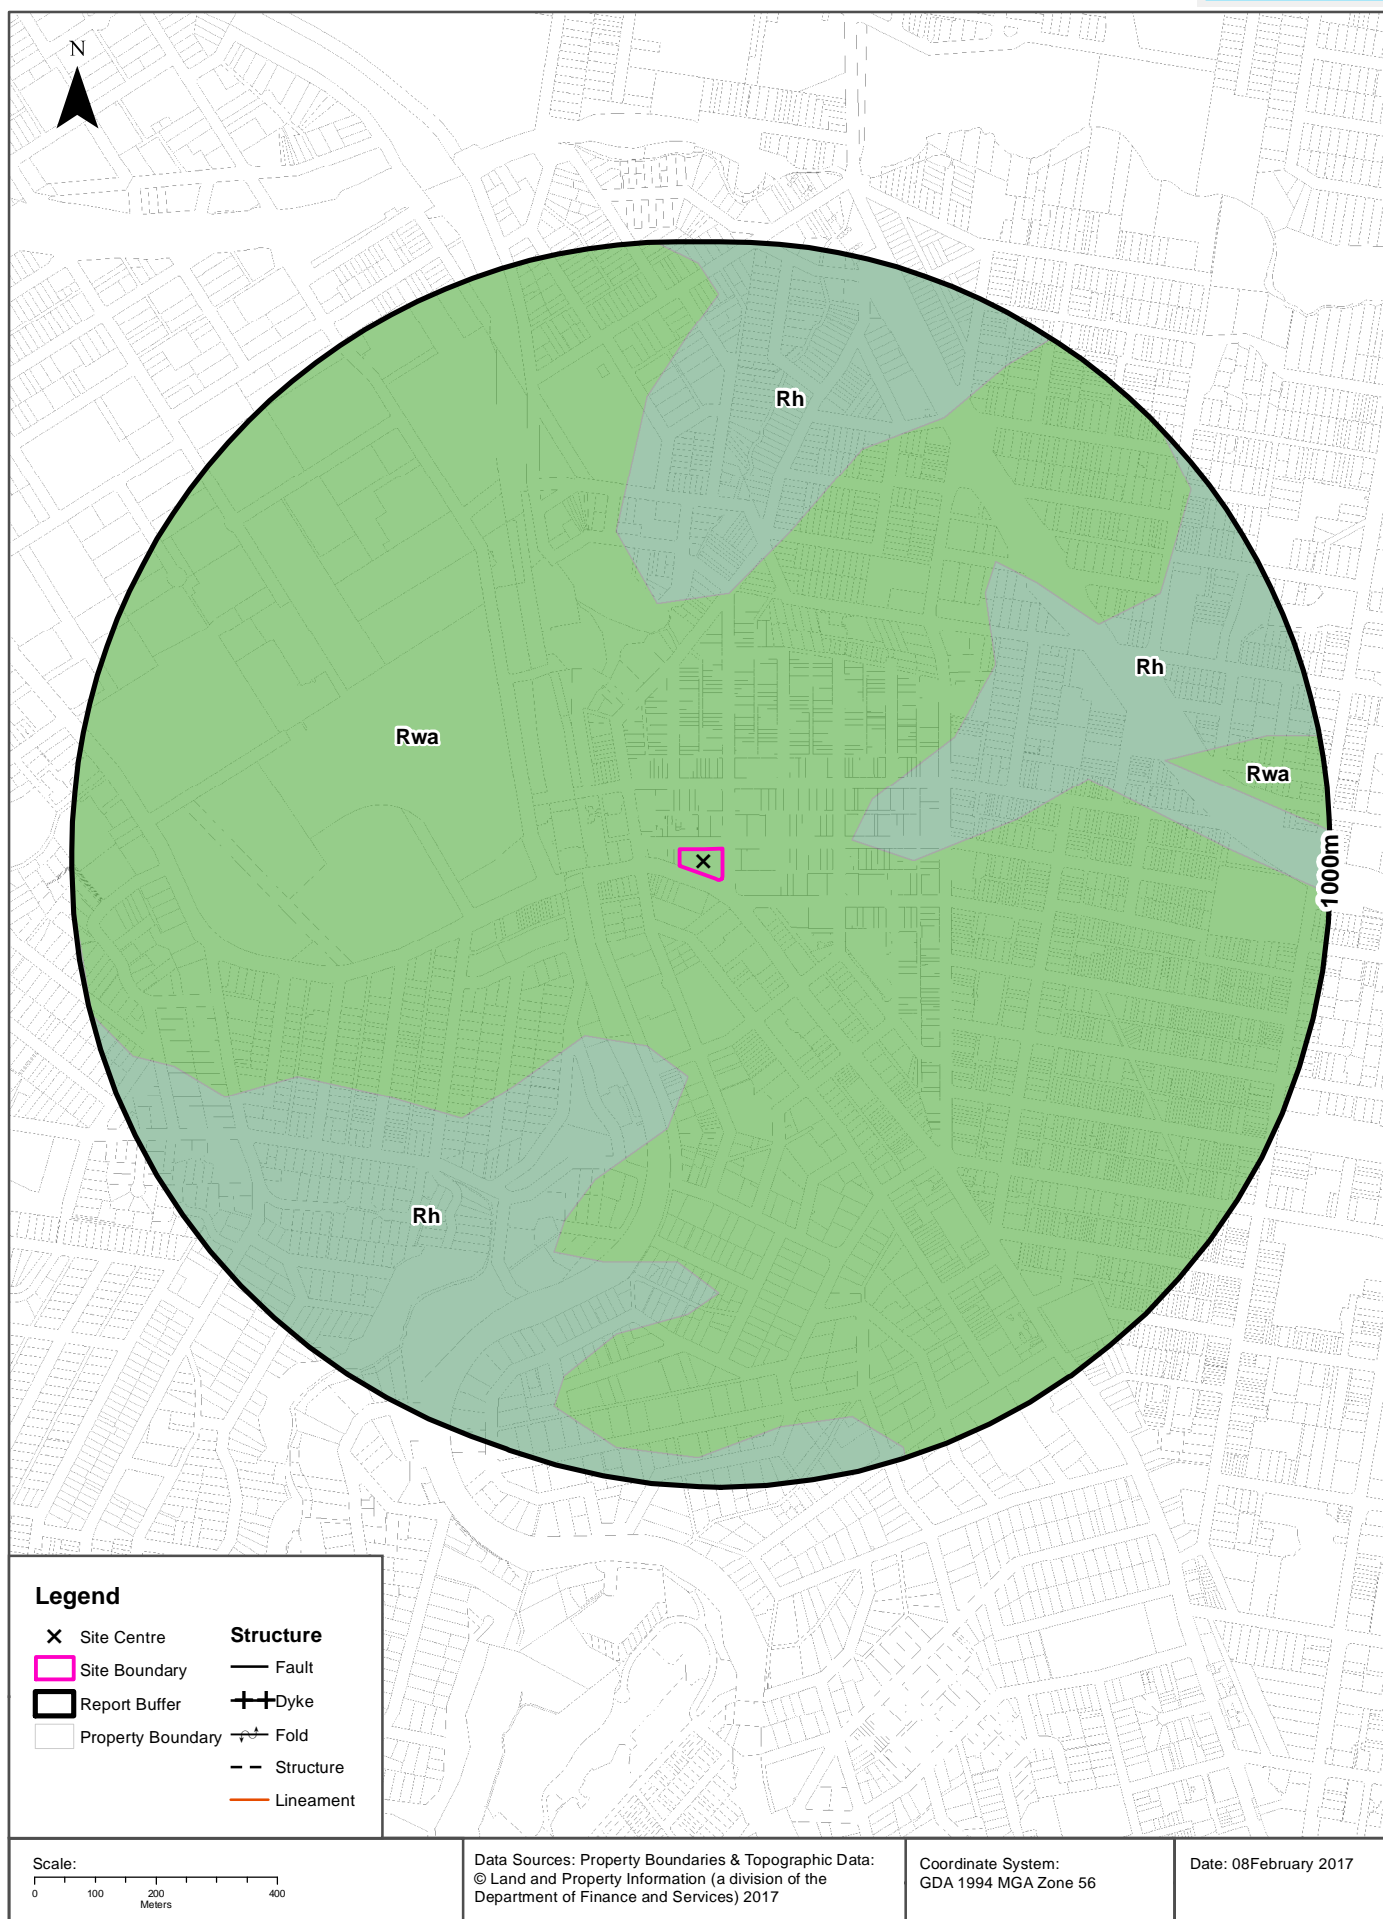 N
Rh
Rh
Rwa
Rwa
1000m
Rh
Legend
Site Centre
Site Boundary
Report Buffer
Property Boundary
Structure
Fault
Dyke
Fold
Structure
Lineament
Scale:
0 100 200 400
Meters
Data Sources: Property Boundaries & Topographic Data:
© Land and Property Information (a division of the
Department of Finance and Services) 2017
Coordinate System:
GDA 1994 MGA Zone 56
Date: 08February 2017